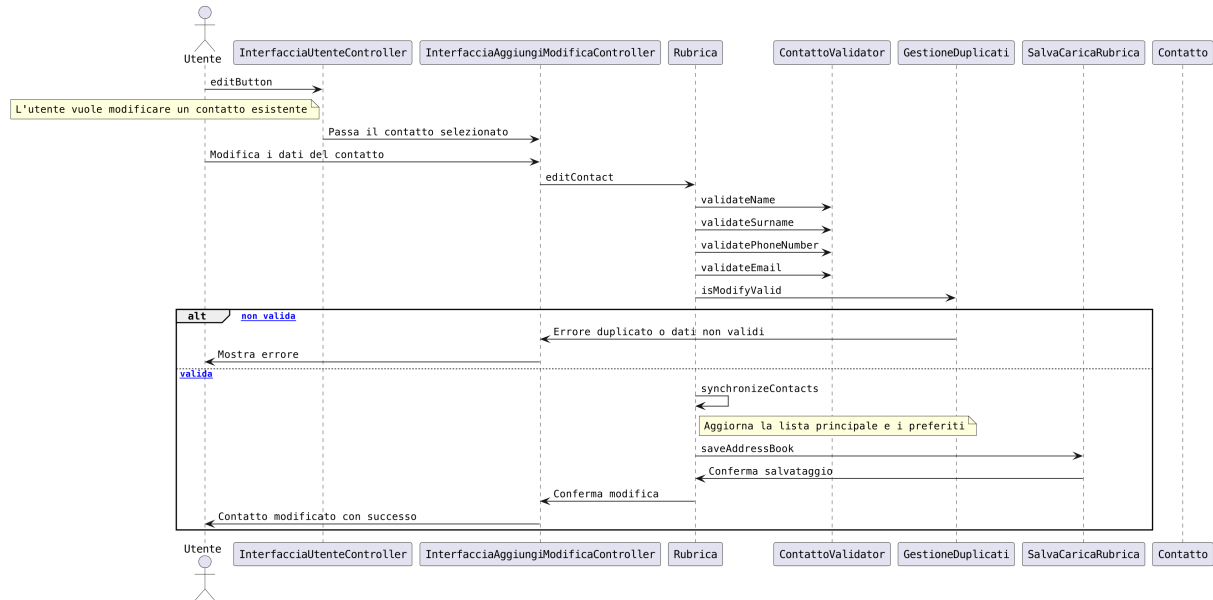 Utente
InterfacciaUtenteController
InterfacciaAggiungiModificaController
Rubrica
ContattoValidator
GestioneDuplicati
SalvaCaricaRubrica
Contatto
editButton
L'utente vuole modificare un contatto esistente
Passa il contatto selezionato
Modifica i dati del contatto
editContact
validateName
validateSurname
validatePhoneNumber
validateEmail
isModifyValid
alt
non valida
Errore duplicato o dati non validi
Mostra errore
valida
synchronizeContacts
Aggiorna la lista principale e i preferiti
saveAddressBook
Conferma salvataggio
Conferma modifica
Contatto modificato con successo
Utente
InterfacciaUtenteController
InterfacciaAggiungiModificaController
Rubrica
ContattoValidator
GestioneDuplicati
SalvaCaricaRubrica
Contatto